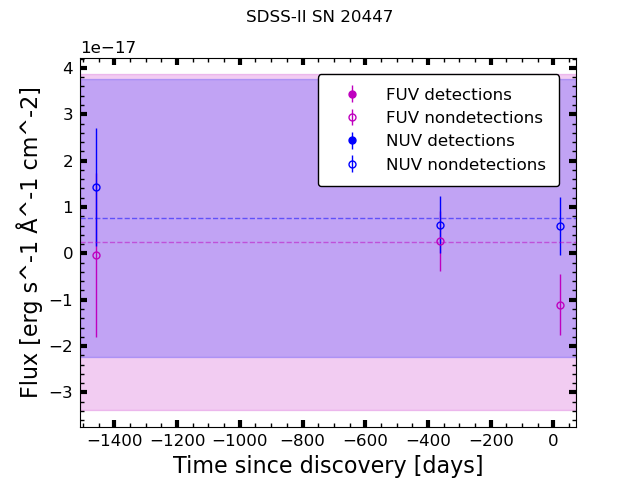 SDSS-II SN 20447
1e−17
4
3
2
1
0
−1
−2
−3
Flux [erg s^-1 Å^-1 cm^-2]
FUV detections
FUV nondetections
NUV detections
NUV nondetections
−1400 −1200 −1000 −800 −600 −400 −200 0
Time since discovery [days]